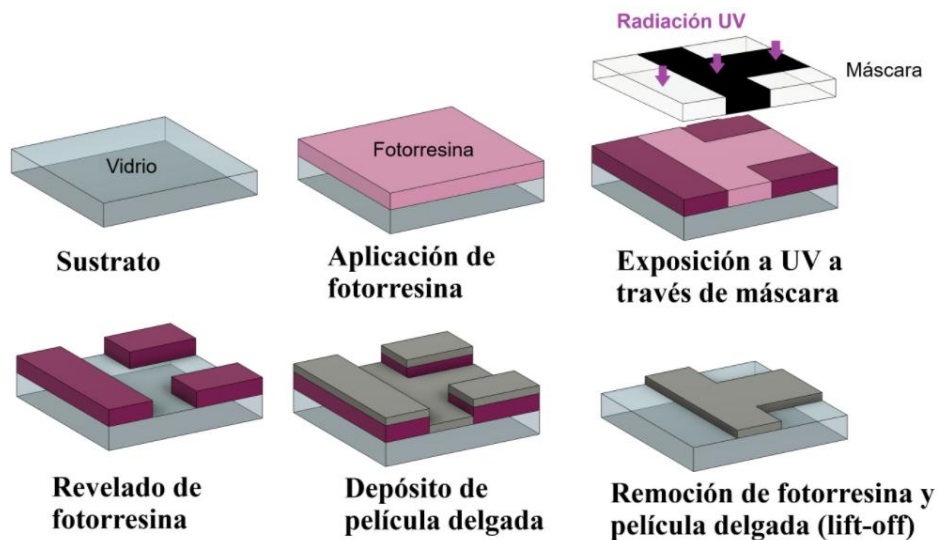 Radiación UV
Máscara
Vidrio
Fotorresina
Sustrato
Aplicación de
fotorresina
Exposición a UV a
través de máscara
Revelado de
fotorresina
Depósito de
película delgada
Remoción de fotorresina y
película delgada (lift-off)